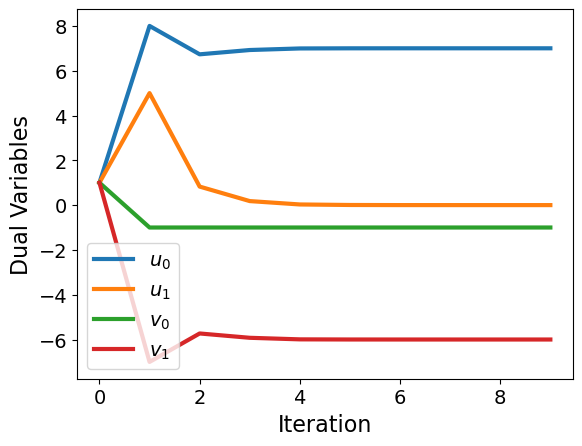 8
6
4
2
0
−2
−4
−6
Dual Variables
u₀
u₁
v₀
v₁
0 2 4 6 8
Iteration